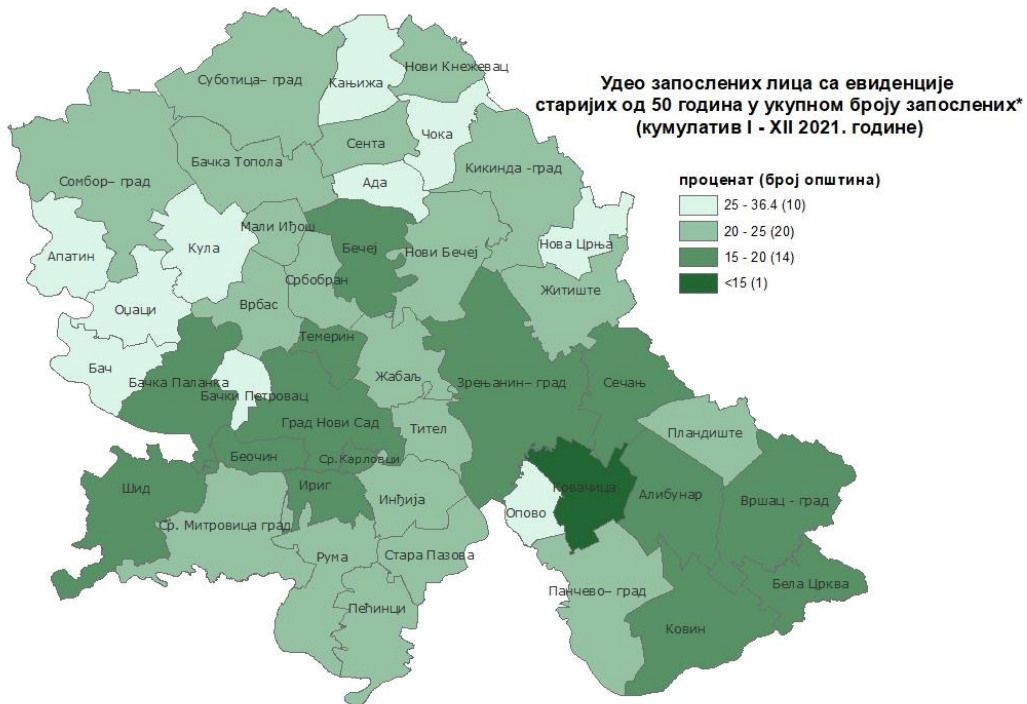 Удео запослених лица са евиденције
старијих од 50 година у укупном броју запослених*
(кумулатив I - XII 2021. године)
проценат (број општина)
25 - 36.4 (10)
20 - 25 (20)
15 - 20 (14)
<15 (1)
Суботица– град
Кањижа
Нови Кнежевац
Чока
Сента
Бачка Топола
Кикинда -град
Сомбор– град
Ада
Мали Иђош
Бечеј
Нови Бечеј
Нова Црња
Апатин
Кула
Србобран
Житиште
Оџаци
Врбас
Темерин
Бач
Бачка Паланка
Бачки Петровац
Жабаљ
Зрењанин– град
Сечањ
Град Нови Сад
Тител
Пландиште
Беочин
Ср. Карловци
Шид
Ириг
Инђија
Ковачица
Алибунар
Вршац - град
Опово
Ср. Митровица град
Рума
Стара Пазова
Пећинци
Панчево– град
Бела Црква
Ковин